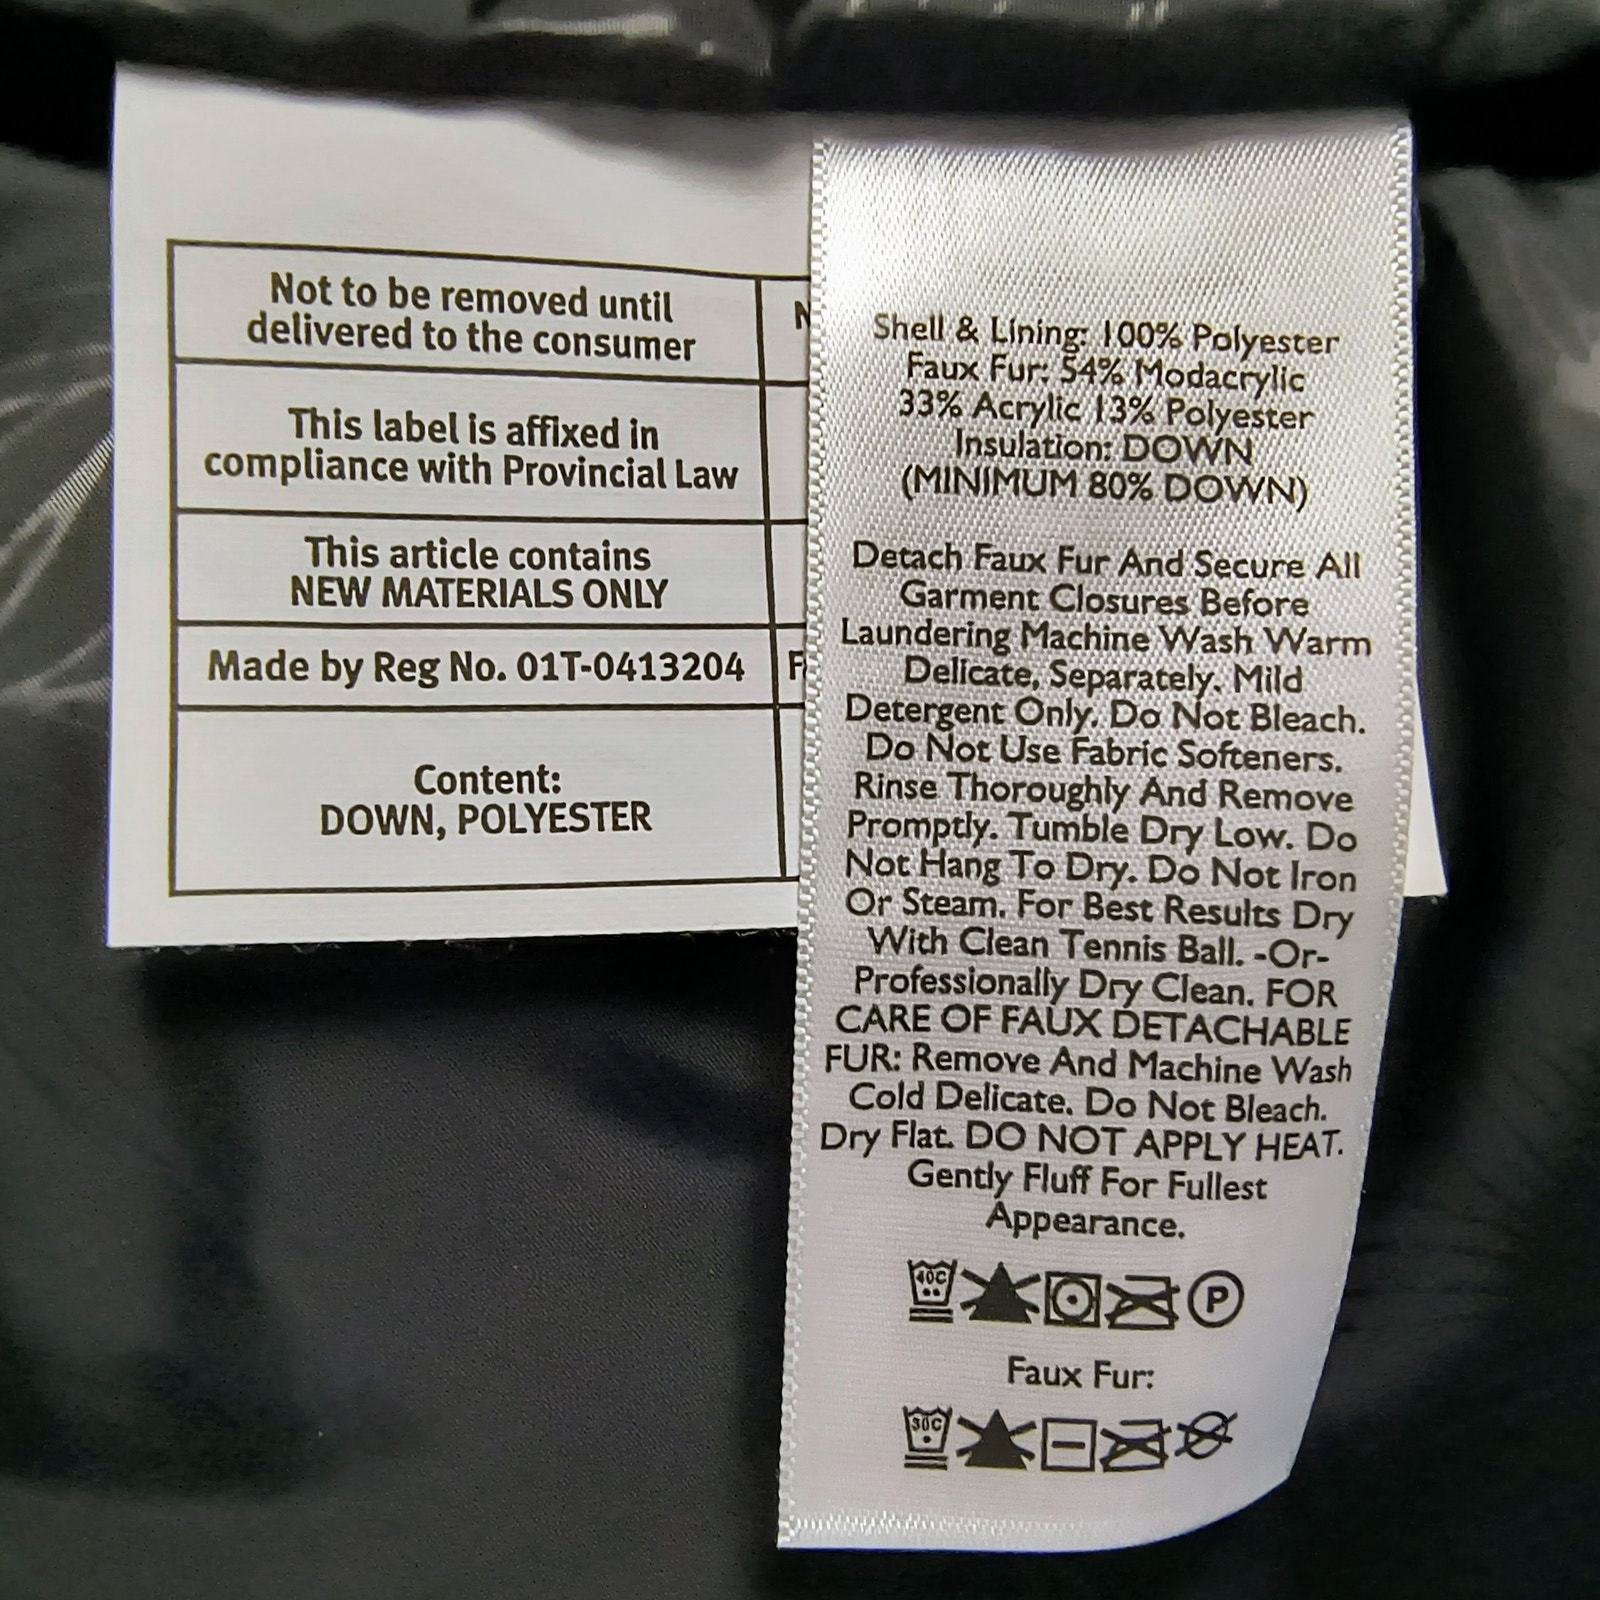 Not to be removed until
delivered to the consumer
This label is affixed in
compliance with Provincial Law
This article contains
NEW MATERIALS ONLY
Made by Reg No. 01T-0413204
Content:
DOWN, POLYESTER
Shell & Lining: 100% Polyester
Faux Fur: 54% Modacrylic
33% Acrylic 13% Polyester
Insulation: DOWN
(MINIMUM 80% DOWN)
Detach Faux Fur And Secure All
Garment Closures Before
Laundering Machine Wash Warm
Delicate, Separately. Mild
Detergent Only. Do Not Bleach.
Do Not Use Fabric Softeners.
Rinse Thoroughly And Remove
Promptly. Tumble Dry Low. Do
Not Hang To Dry. Do Not Iron
Or Steam. For Best Results Dry
With Clean Tennis Ball. -Or-
Professionally Dry Clean. FOR
CARE OF FAUX DETACHABLE
FUR: Remove And Machine Wash
Cold Delicate. Do Not Bleach.
Dry Flat. DO NOT APPLY HEAT.
Gently Fluff For Fullest
Appearance.
40C P
Faux Fur:
30C